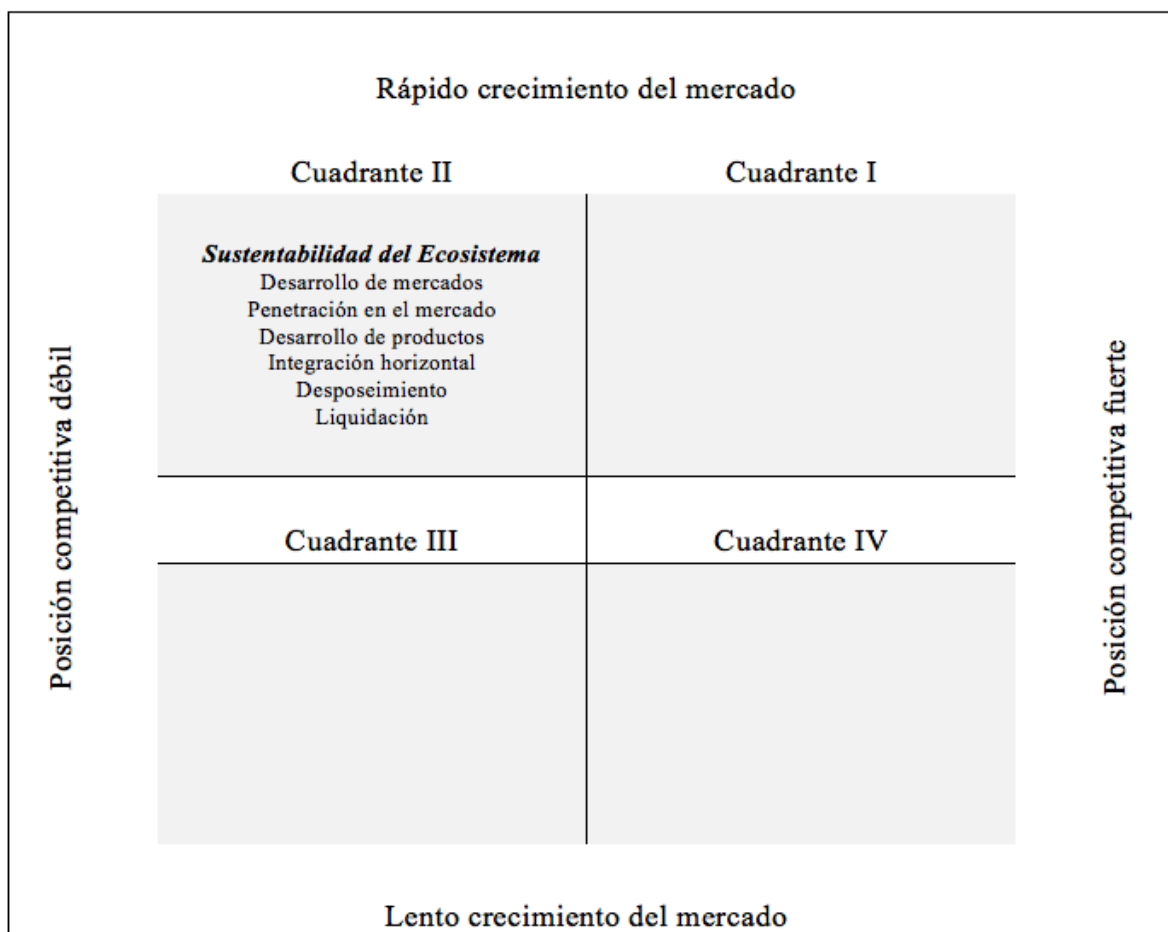 Rápido crecimiento del mercado
Cuadrante II
Cuadrante I
Sustentabilidad del Ecosistema
Desarrollo de mercados
Penetración en el mercado
Desarrollo de productos
Integración horizontal
Desposeimiento
Liquidación
Posición competitiva débil
Posición competitiva fuerte
Cuadrante III
Cuadrante IV
Lento crecimiento del mercado